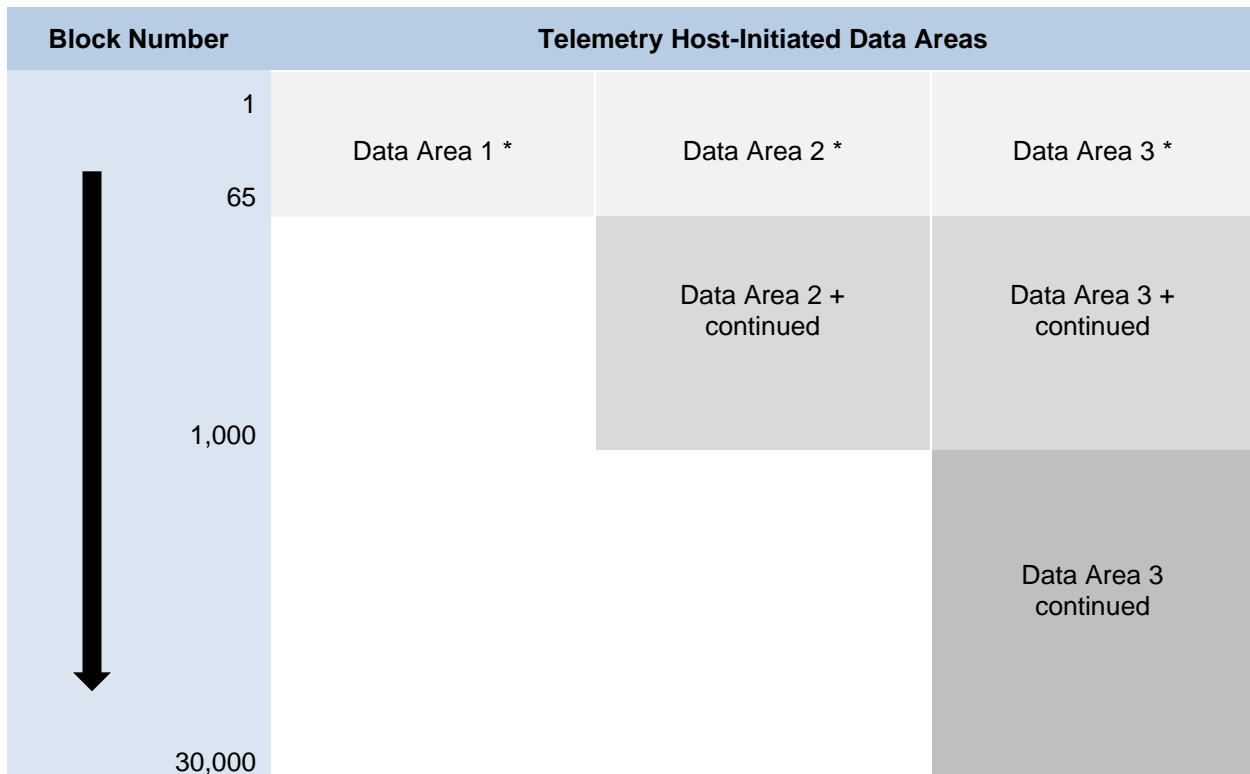 Block Number
Telemetry Host-Initiated Data Areas
1
Data Area 1 *
Data Area 2 *
Data Area 3 *
65
Data Area 2 +
continued
Data Area 3 +
continued
1,000
Data Area 3
continued
30,000